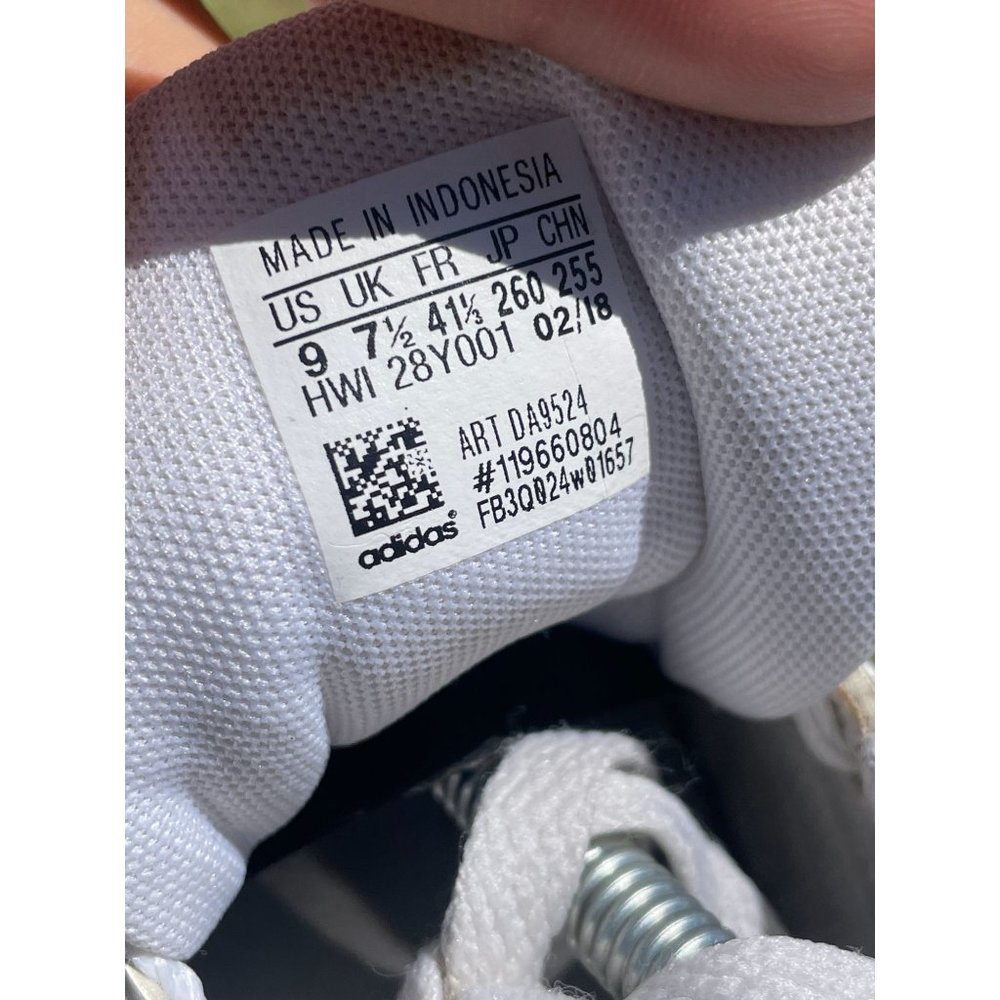 MADE IN INDONESIA
US UK FR JP CHN
9 7½ 41⅓ 260 255
HWI 28Y001 02/18
ART DA9524
#119660804
FB3Q024w01657
adidas®